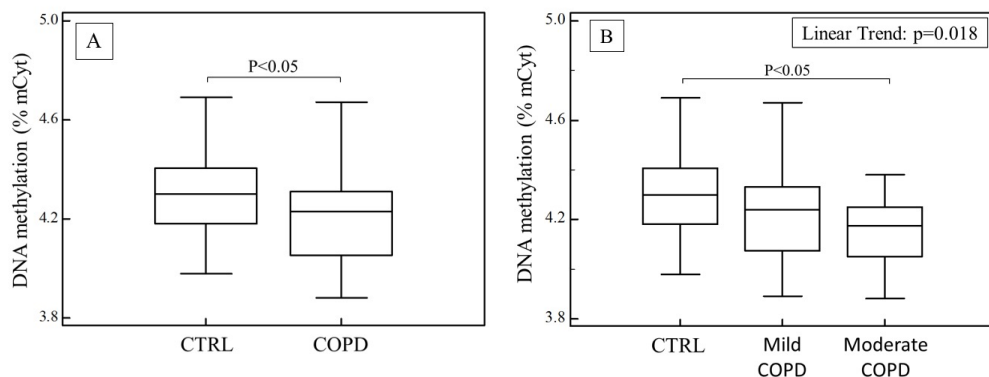 A
P<0.05
DNA methylation (% mCyt)
5.0
4.6
4.2
3.8
CTRL
COPD
B
Linear Trend: p=0.018
P<0.05
DNA methylation (% mCyt)
5.0
4.6
4.2
3.8
CTRL
Mild
COPD
Moderate
COPD